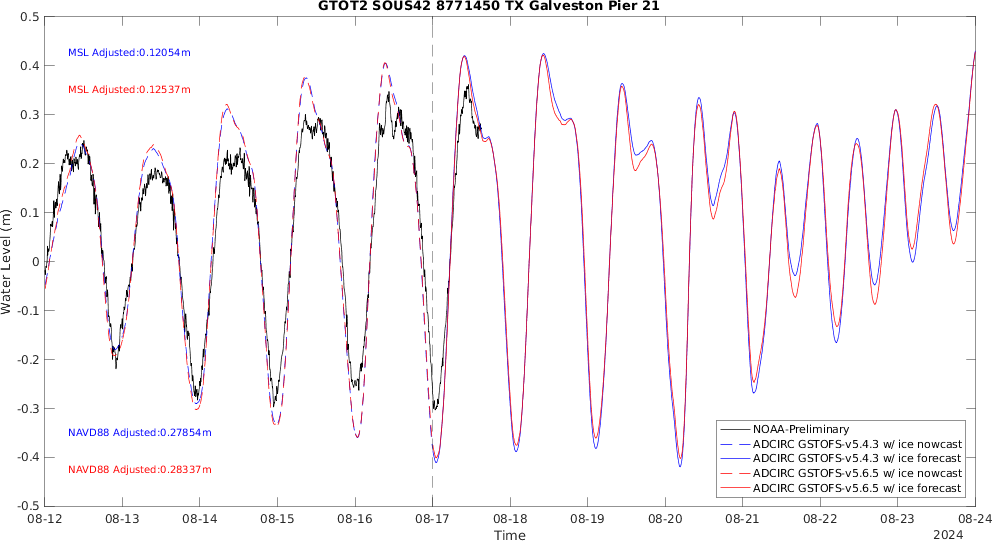 GTOT2 SOUS42 8771450 TX Galveston Pier 21
0.5
0.4
0.3
0.2
0.1
0
-0.1
-0.2
-0.3
-0.4
-0.5
Water Level (m)
MSL Adjusted:0.12054m
MSL Adjusted:0.12537m
NAVD88 Adjusted:0.27854m
NAVD88 Adjusted:0.28337m
NOAA-Preliminary
ADCIRC GSTOFS-v5.4.3 w/ ice nowcast
ADCIRC GSTOFS-v5.4.3 w/ ice forecast
ADCIRC GSTOFS-v5.6.5 w/ ice nowcast
ADCIRC GSTOFS-v5.6.5 w/ ice forecast
08-12 08-13 08-14 08-15 08-16 08-17 08-18 08-19 08-20 08-21 08-22 08-23 08-24
Time
2024